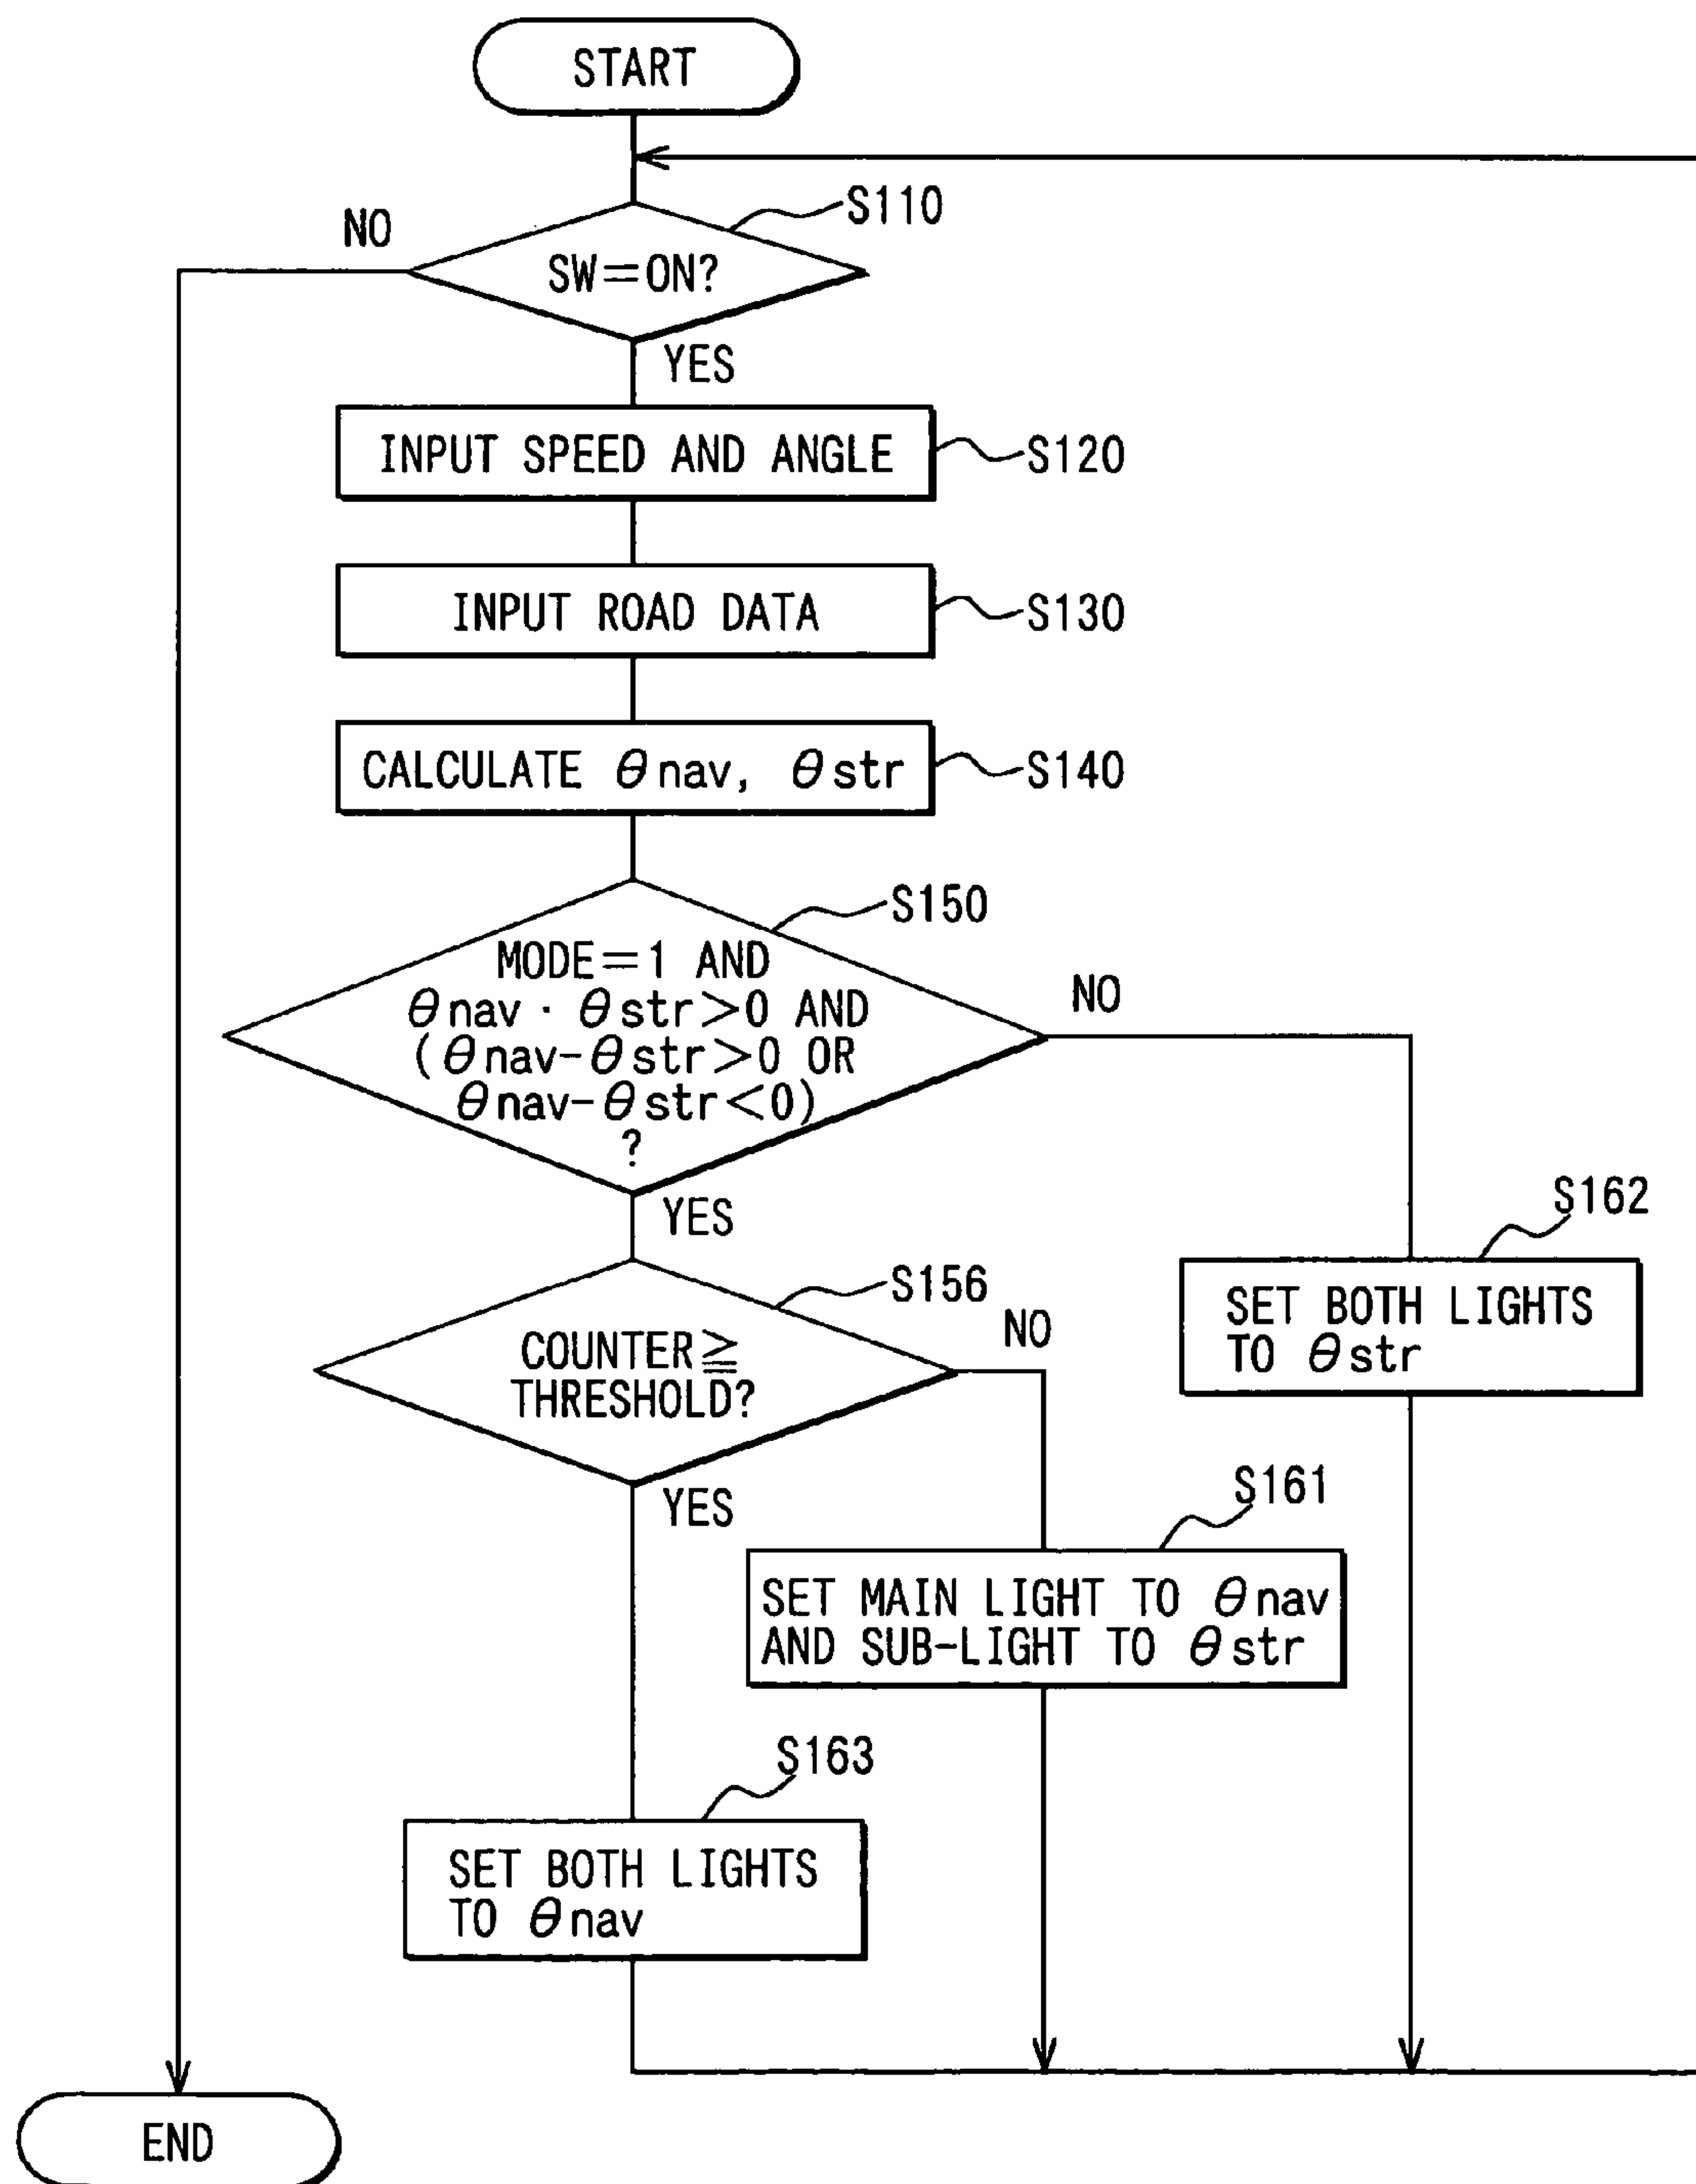 START
S110
NO
SW=ON?
YES
INPUT SPEED AND ANGLE
S120
INPUT ROAD DATA
S130
CALCULATE θnav, θstr
S140
S150
MODE=1 AND
θnav · θstr>0 AND
(θnav-θstr>0 OR
θnav-θstr<0)
?
NO
YES
S162
SET BOTH LIGHTS
TO θstr
S156
COUNTER≧
THRESHOLD?
NO
YES
S161
SET MAIN LIGHT TO θnav
AND SUB-LIGHT TO θstr
S163
SET BOTH LIGHTS
TO θnav
END